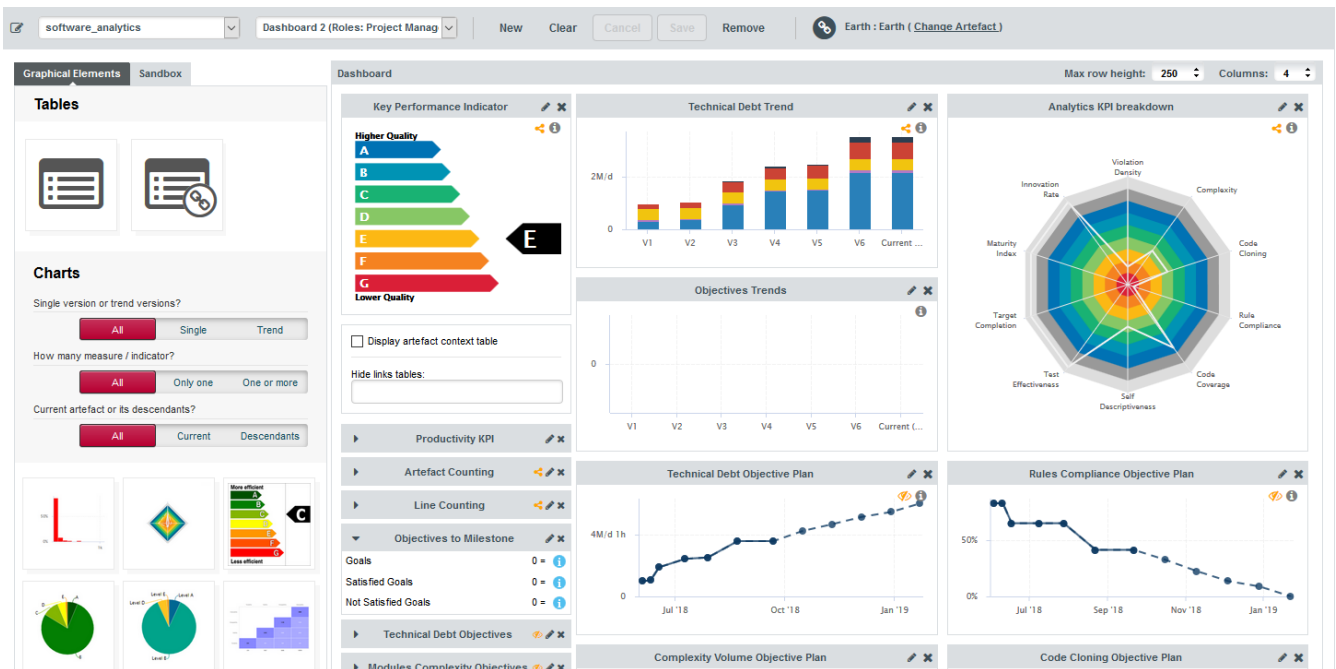 software_analytics
Dashboard 2 (Roles: Project Manag
New
Clear
Cancel
Save
Remove
Earth : Earth ( Change Artefact )
Graphical Elements
Sandbox
Dashboard
Max row height: 250
Columns: 4
Tables
Charts
Single version or trend versions?
All
Single
Trend
How many measure / indicator?
All
Only one
One or more
Current artefact or its descendants?
All
Current
Descendants
More efficient
A
B
C
D
E
F
G
C
Less efficient
50%
0%
E
A
D
C
B
Level E
Level A
Level D
Level B
Key Performance Indicator
Higher Quality
A
B
C
D
E
F
G
Lower Quality
E
Display artefact context table
Hide links tables:
Productivity KPI
Artefact Counting
Line Counting
Objectives to Milestone
Goals 0 =
Satisfied Goals 0 =
Not Satisfied Goals 0 =
Technical Debt Objectives
Modules Complexity Objectives
Technical Debt Trend
2M/d
0
V1 V2 V3 V4 V5 V6 Current ...
Objectives Trends
0
V1 V2 V3 V4 V5 V6 Current (...
Technical Debt Objective Plan
4M/d 1h
0
Jul '18 Oct '18 Jan '19
Complexity Volume Objective Plan
Analytics KPI breakdown
Violation
Density
Complexity
Code
Cloning
Rule
Compliance
Code
Coverage
Self
Descriptiveness
Test
Effectiveness
Target
Completion
Maturity
Index
Innovation
Rate
Rules Compliance Objective Plan
50%
0%
Jul '18 Sep '18 Nov '18 Jan '19
Code Cloning Objective Plan